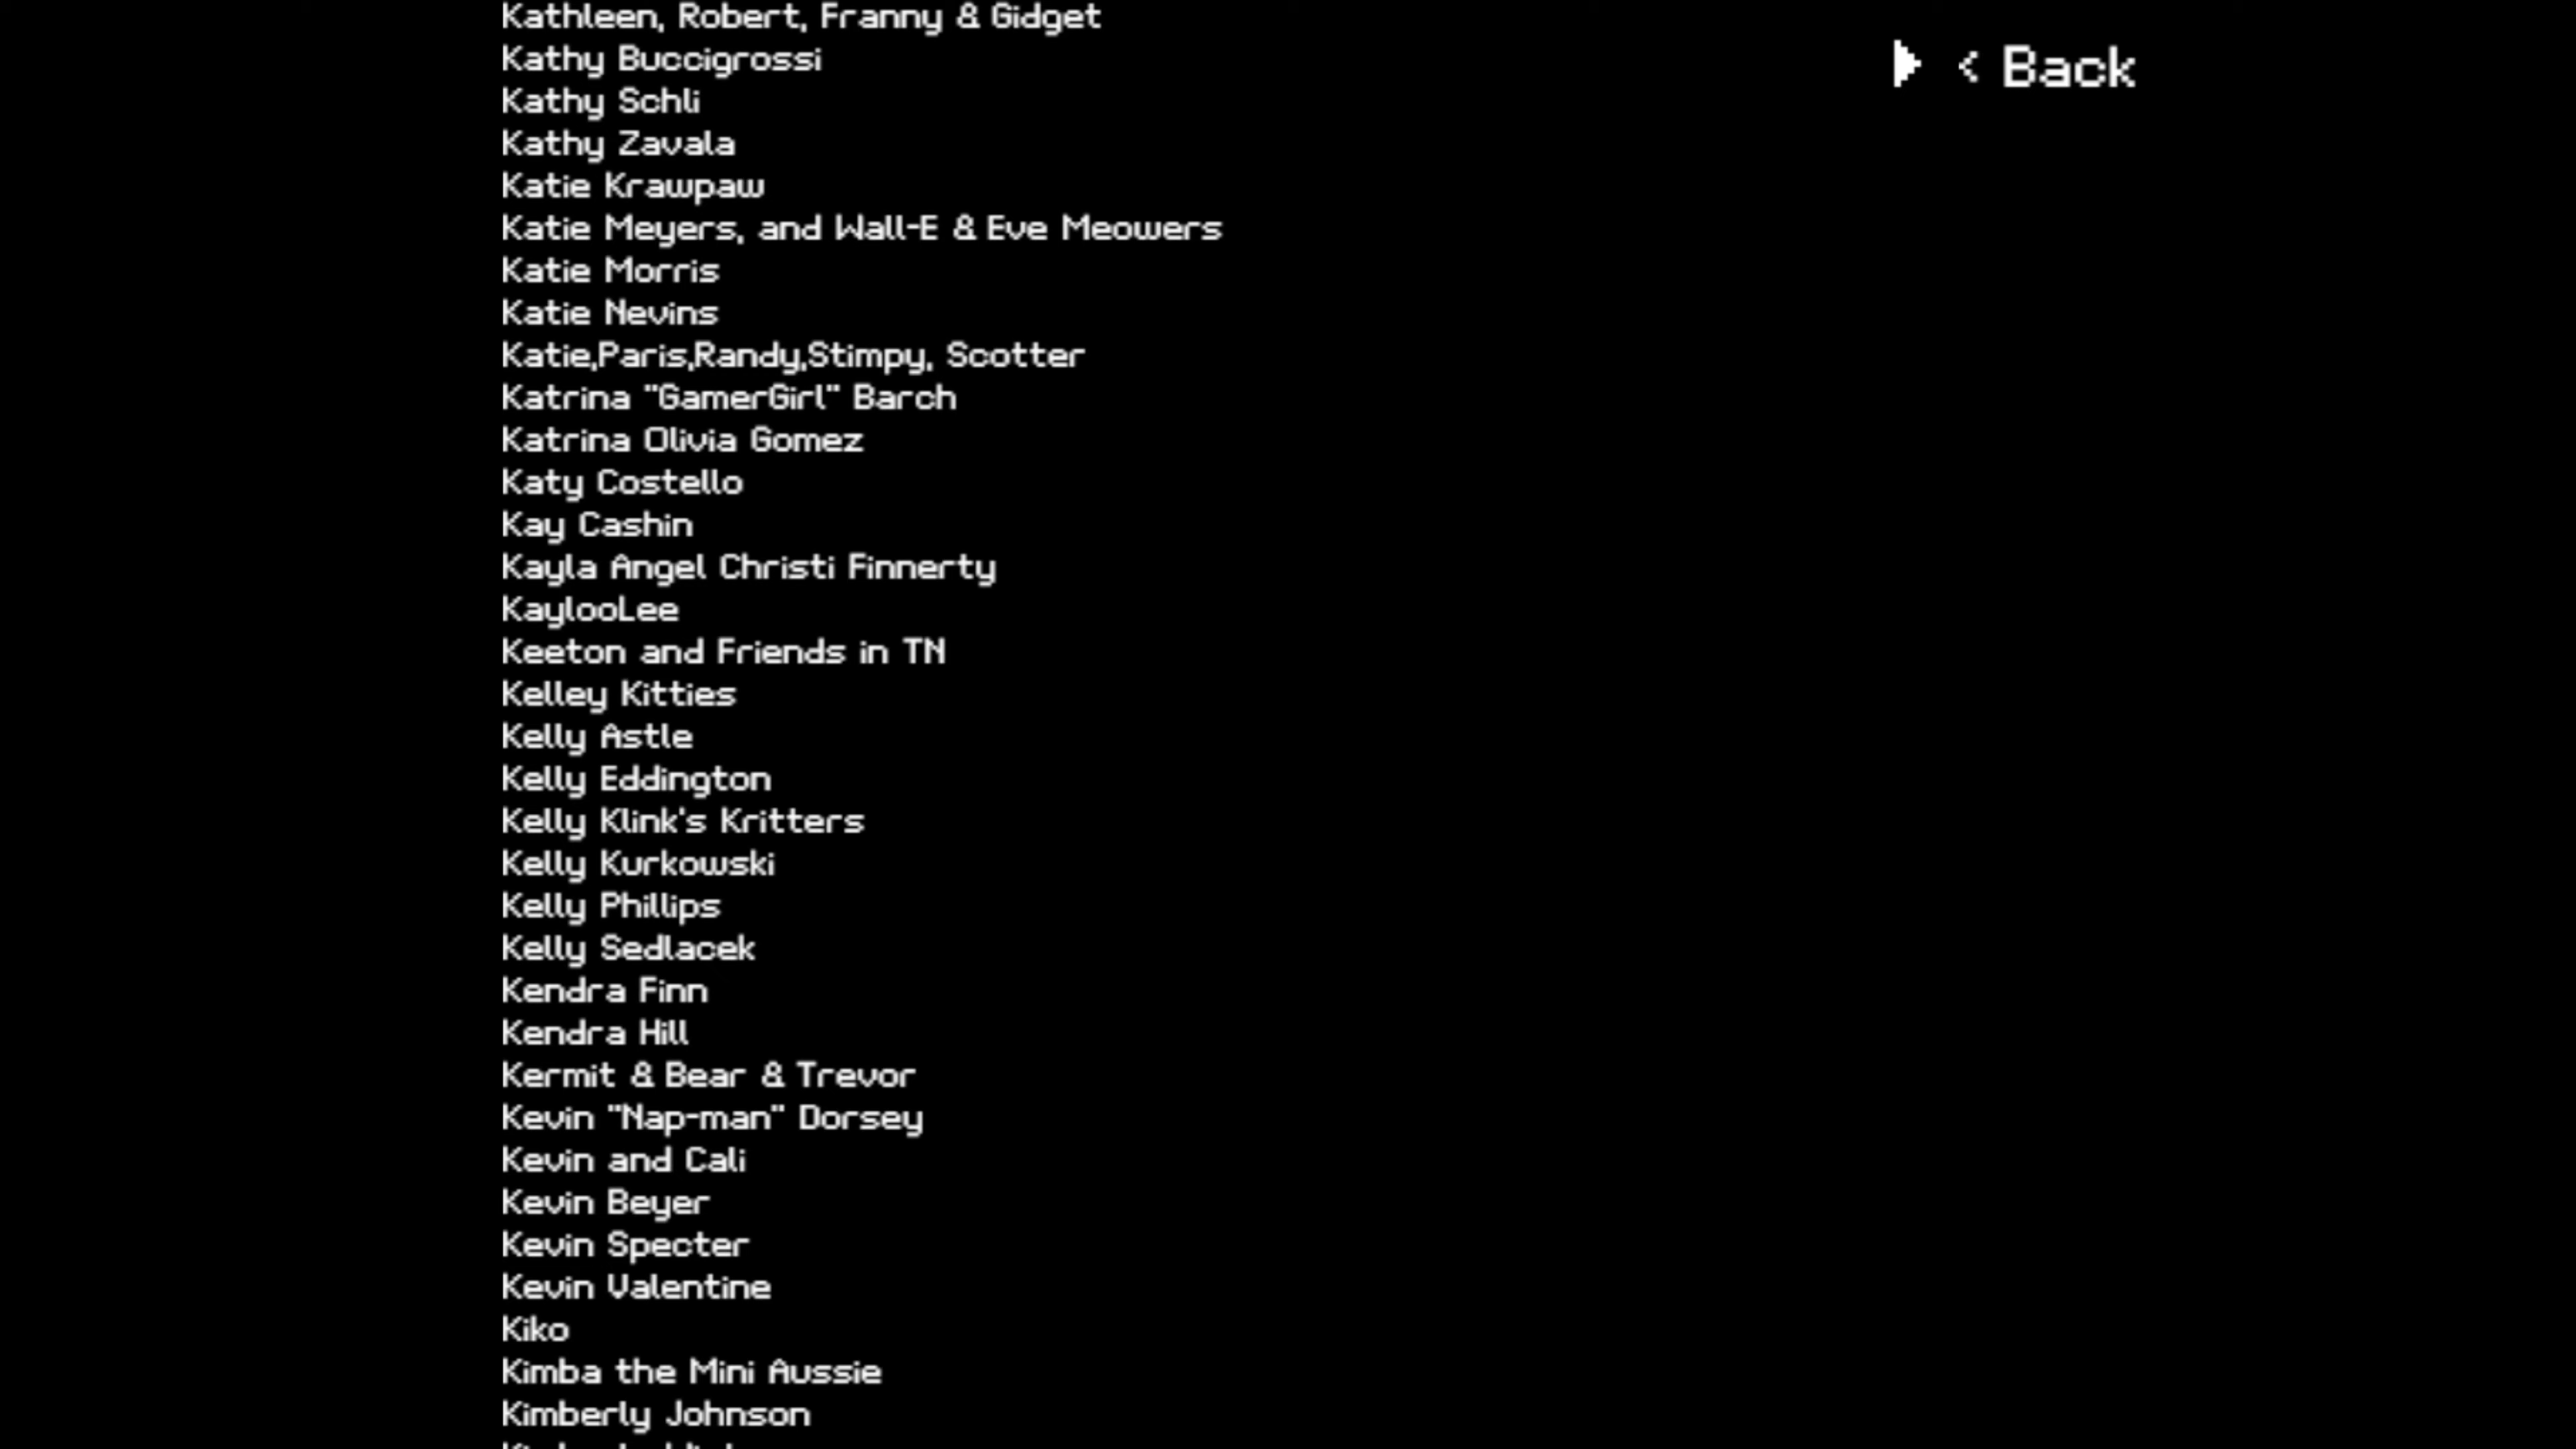 Kathleen, Robert, Franny & Gidget
< Back
Kathy Buccigrossi
Kathy Schli
Kathy Zavala
Katie Krawpaw
Katie Meyers, and Wall-E & Eve Meowers
Katie Morris
Katie Nevins
Katie,Paris,Randy,Stimpy, Scotter
Katrina "GamerGirl" Barch
Katrina Olivia Gomez
Katy Costello
Kay Cashin
Kayla Angel Christi Finnerty
KaylooLee
Keeton and Friends in TN
Kelley Kitties
Kelly Astle
Kelly Eddington
Kelly Klink's Kritters
Kelly Kurkowski
Kelly Phillips
Kelly Sedlacek
Kendra Finn
Kendra Hill
Kermit & Bear & Trevor
Kevin "Nap-man" Dorsey
Kevin and Cali
Kevin Beyer
Kevin Specter
Kevin Valentine
Kiko
Kimba the Mini Aussie
Kimberly Johnson